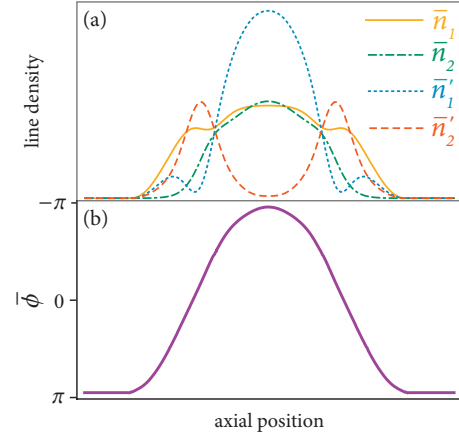 (a)
n̅₁
n̅₂
n̅′₁
n̅′₂
line density
−π
(b)
0
ϕ̅
π
axial position